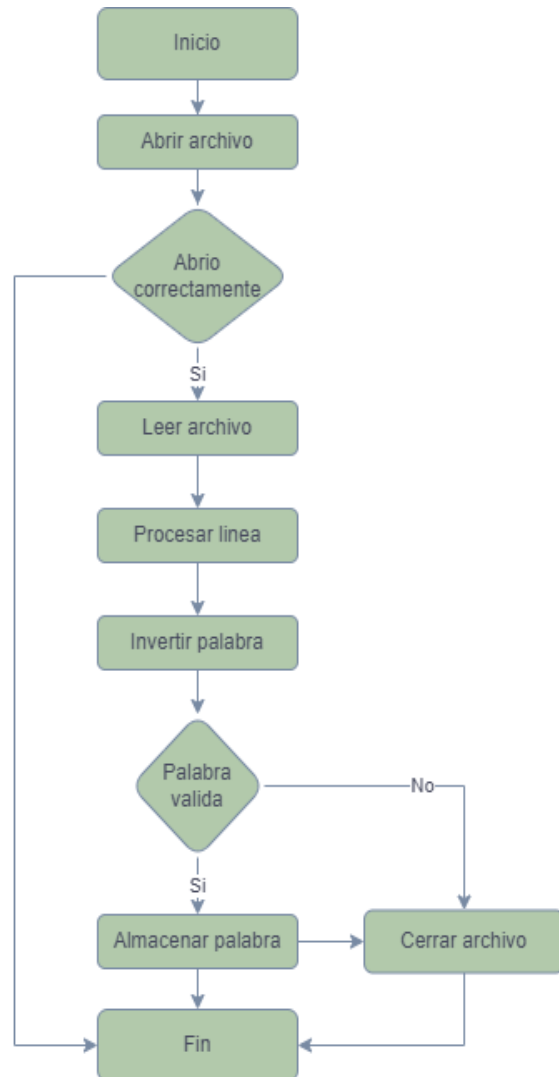 Inicio
Abrir archivo
Abrio
correctamente
Si
Leer archivo
Procesar linea
Invertir palabra
Palabra
valida
No
Si
Almacenar palabra
Cerrar archivo
Fin